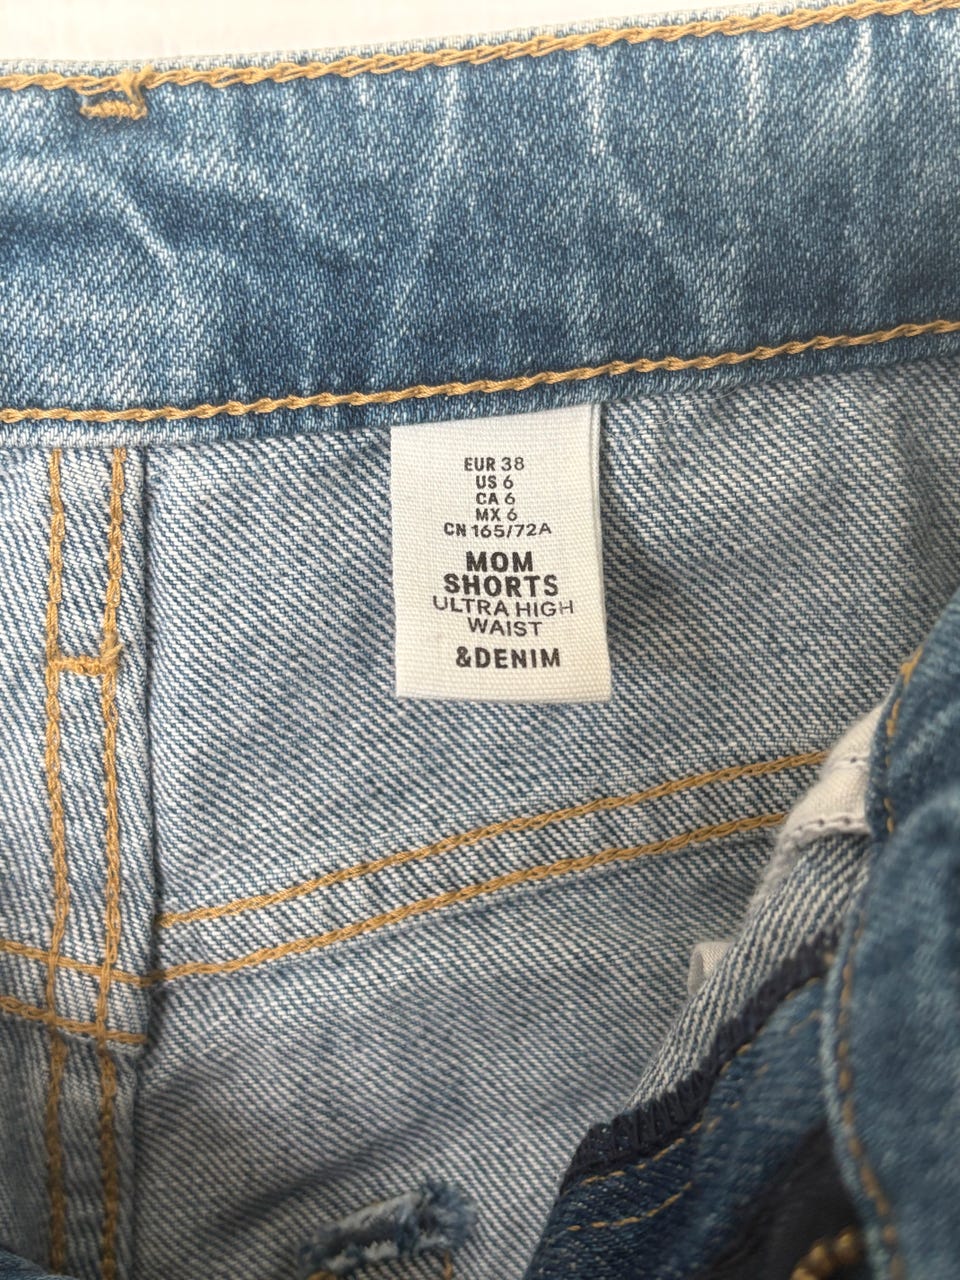 EUR 38
US 6
CA 6
MX 6
CN 165/72A
MOM
SHORTS
ULTRA HIGH
WAIST
&DENIM